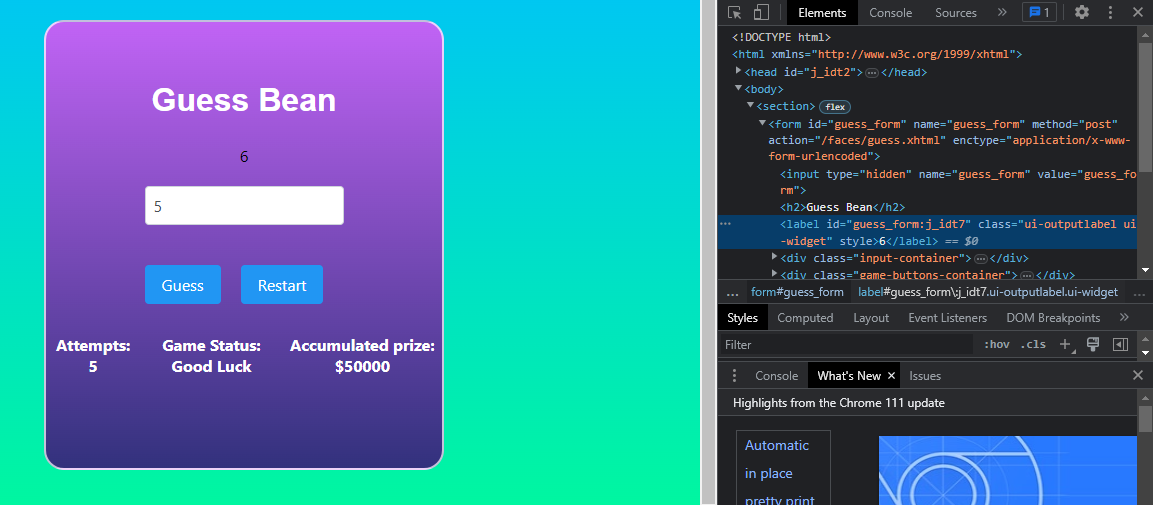 Guess Bean
6
5
Guess Restart
Attempts: Game Status: Accumulated prize:
5 Good Luck $50000
Elements Console Sources » 1
<!DOCTYPE html>
<html xmlns="http://www.w3c.org/1999/xhtml">
<head id="j_idt2">…</head>
<body>
<section> flex
<form id="guess_form" name="guess_form" method="post"
action="/faces/guess.xhtml" enctype="application/x-www-
form-urlencoded">
<input type="hidden" name="guess_form" value="guess_fo
rm">
<h2>Guess Bean</h2>
… <label id="guess_form:j_idt7" class="ui-outputlabel ui
-widget" style>6</label> == $0
<div class="input-container">…</div>
<div class="game-buttons-container">…</div>
… form#guess_form label#guess_form\:j_idt7.ui-outputlabel.ui-widget …
Styles Computed Layout Event Listeners DOM Breakpoints »
Filter :hov .cls +
Console What's New × Issues
Highlights from the Chrome 111 update
Automatic
in place
pretty print